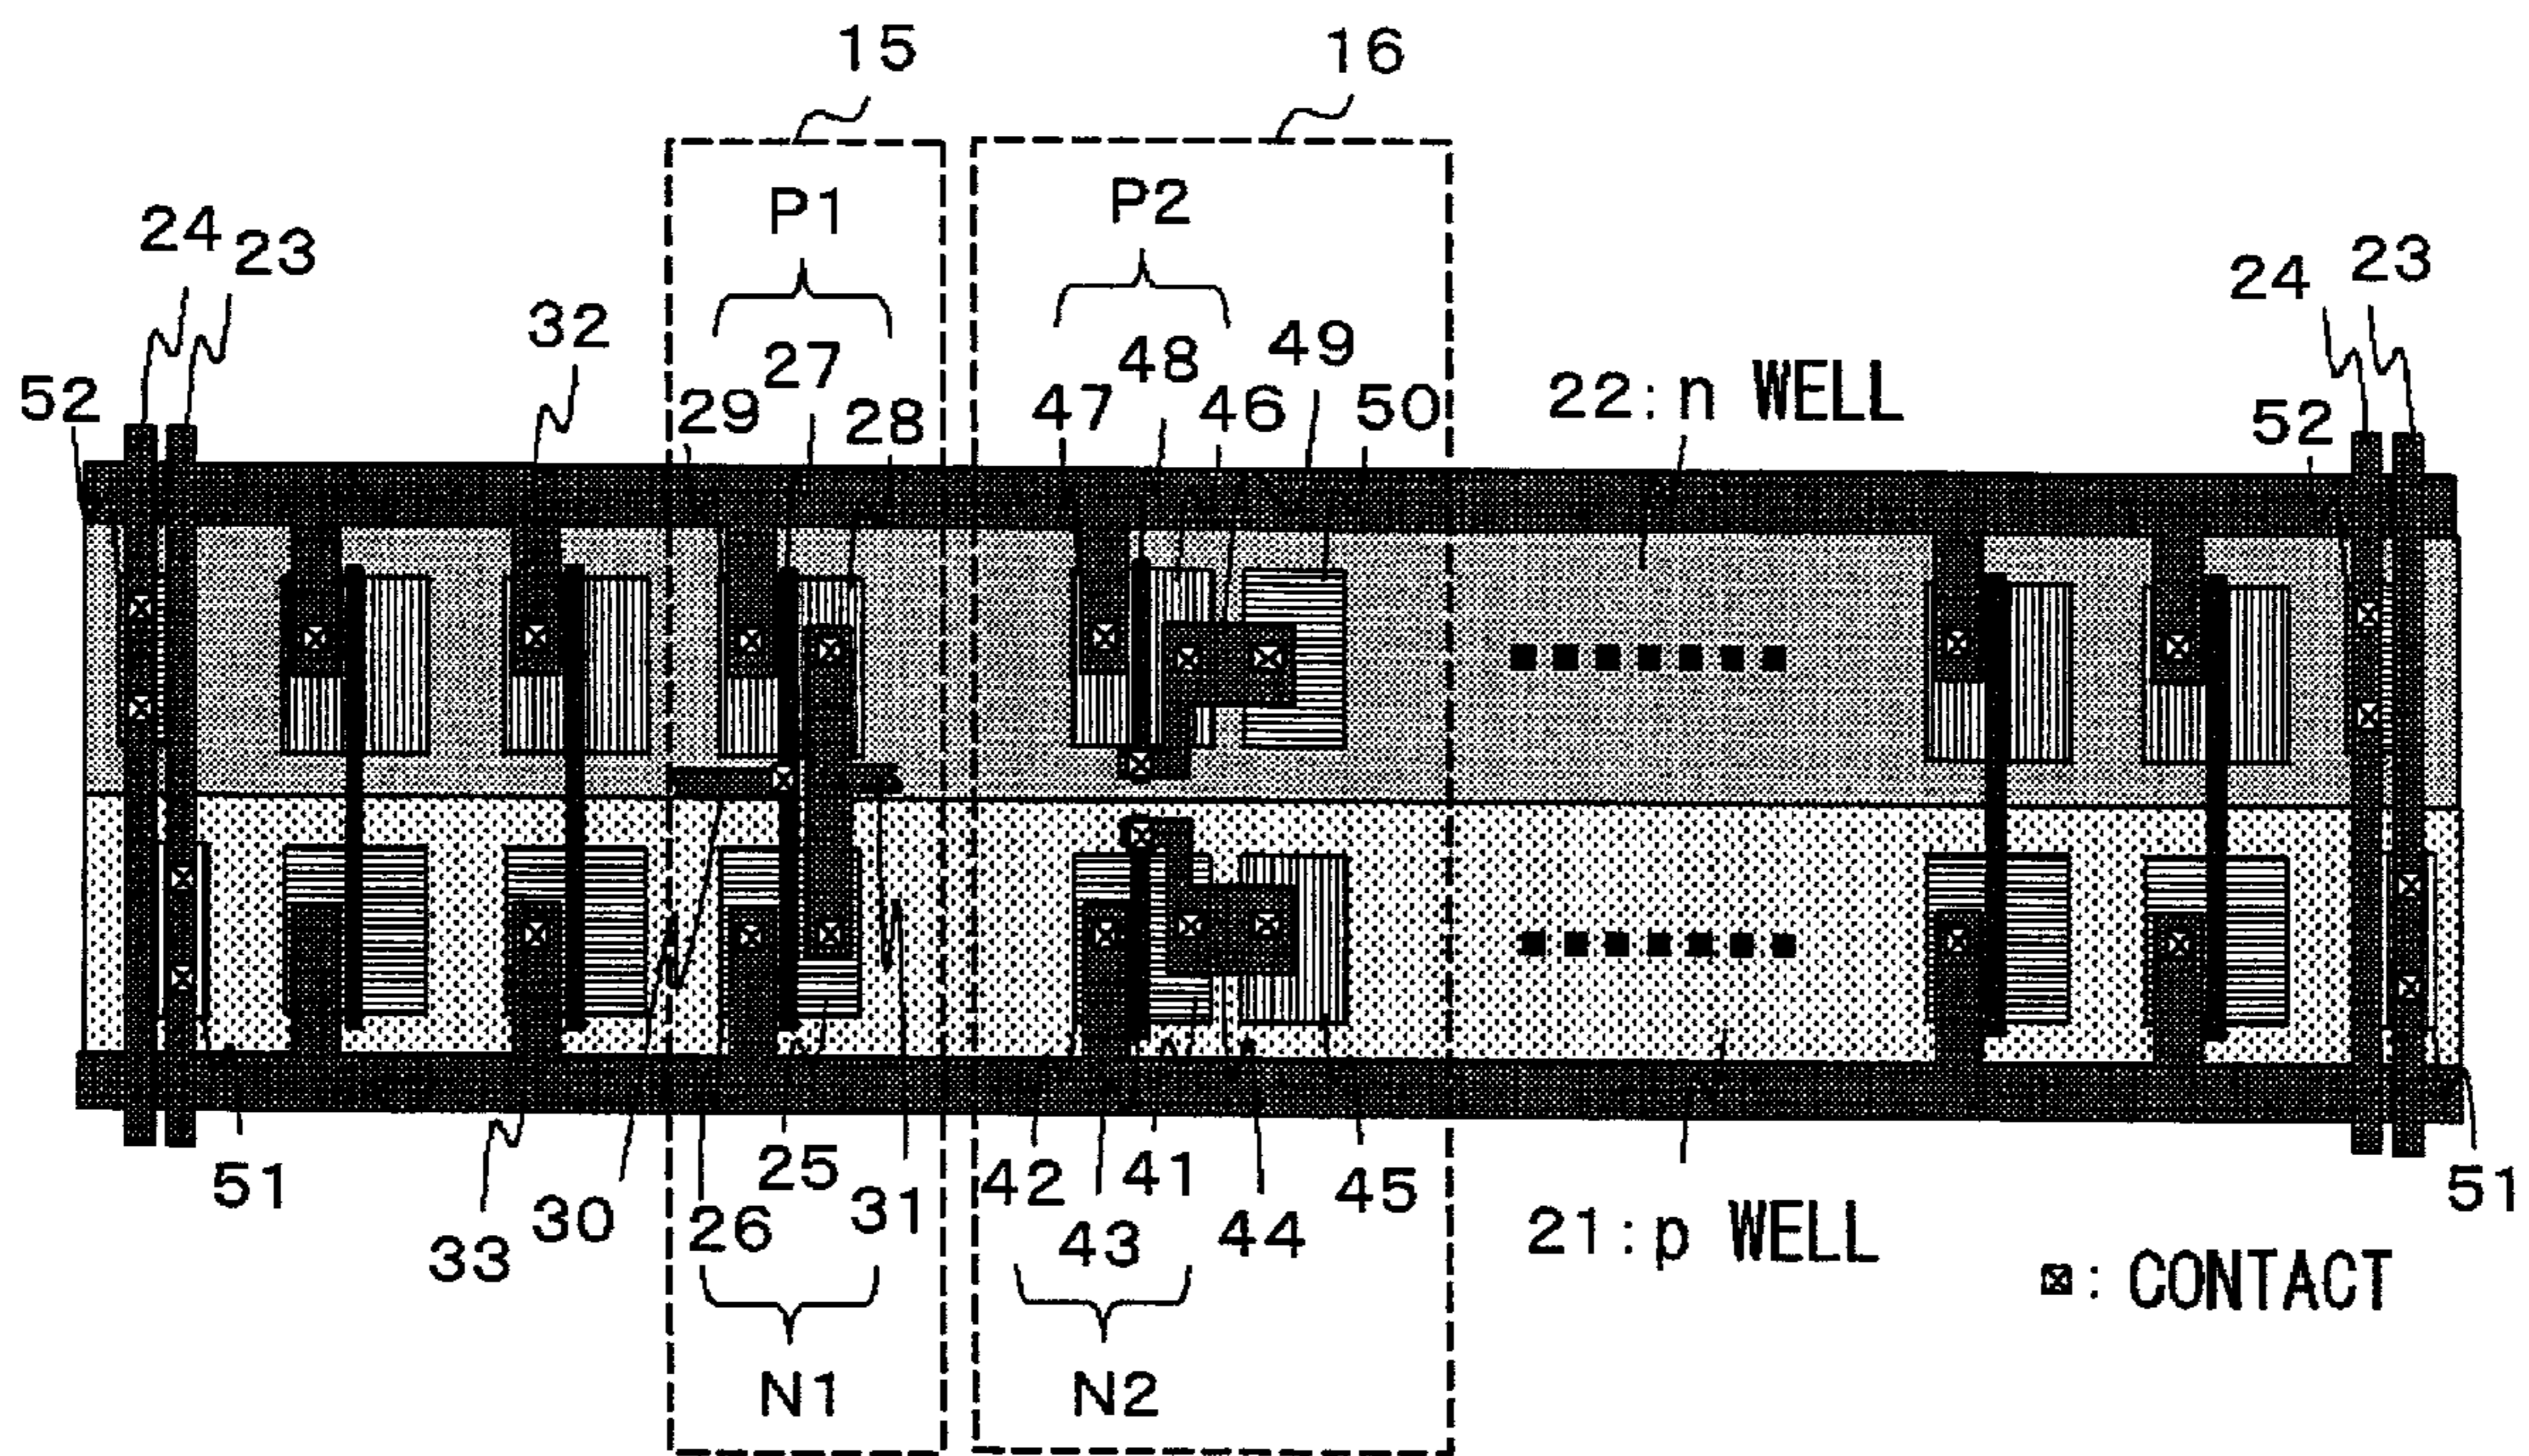 15 16
P1 P2
24 23 24 23
32 27 48 49
52 29 28 47 46 50 22:n WELL 52
51 33 30 26 25 31 42 43 41 44 45 21:p WELL 51
⊠: CONTACT
N1 N2